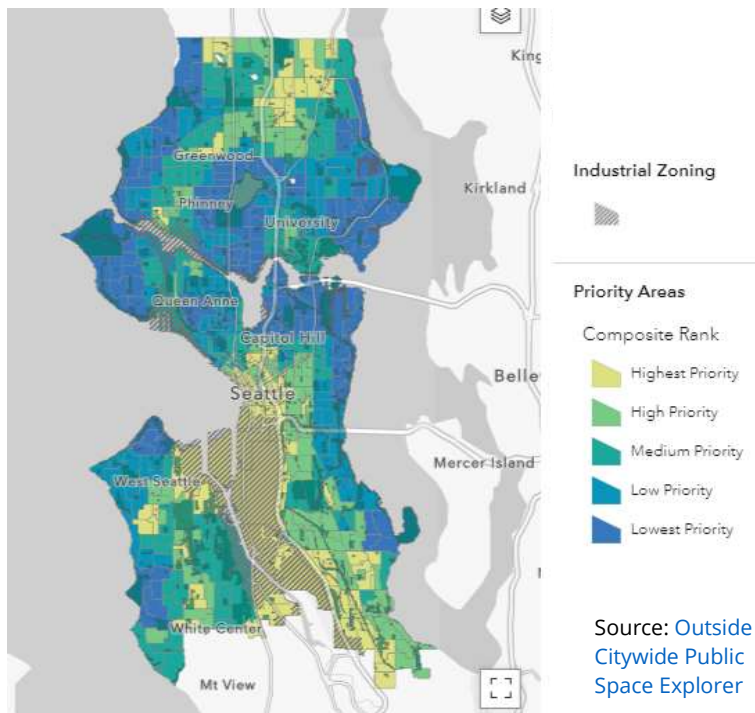 King
Greenwood
Phinney
Kirkland
University
Queen Anne
Capitol Hill
Seattle
Belle
Mercer Island
West Seattle
White Center
Mt View
Industrial Zoning
Priority Areas
Composite Rank
Highest Priority
High Priority
Medium Priority
Low Priority
Lowest Priority
Source: Outside
Citywide Public
Space Explorer